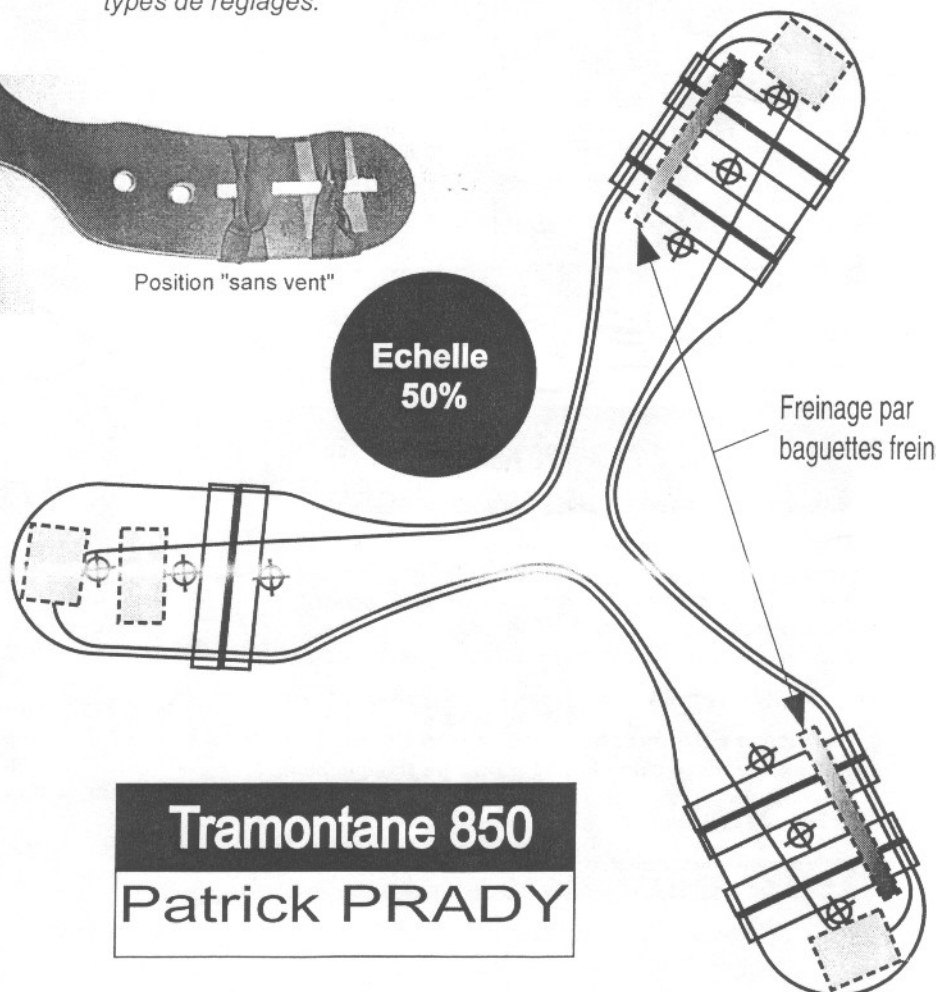 types de réglages.
Position "sans vent"
Echelle
50%
Freinage par
baguettes frein
Tramontane 850
Patrick PRADY